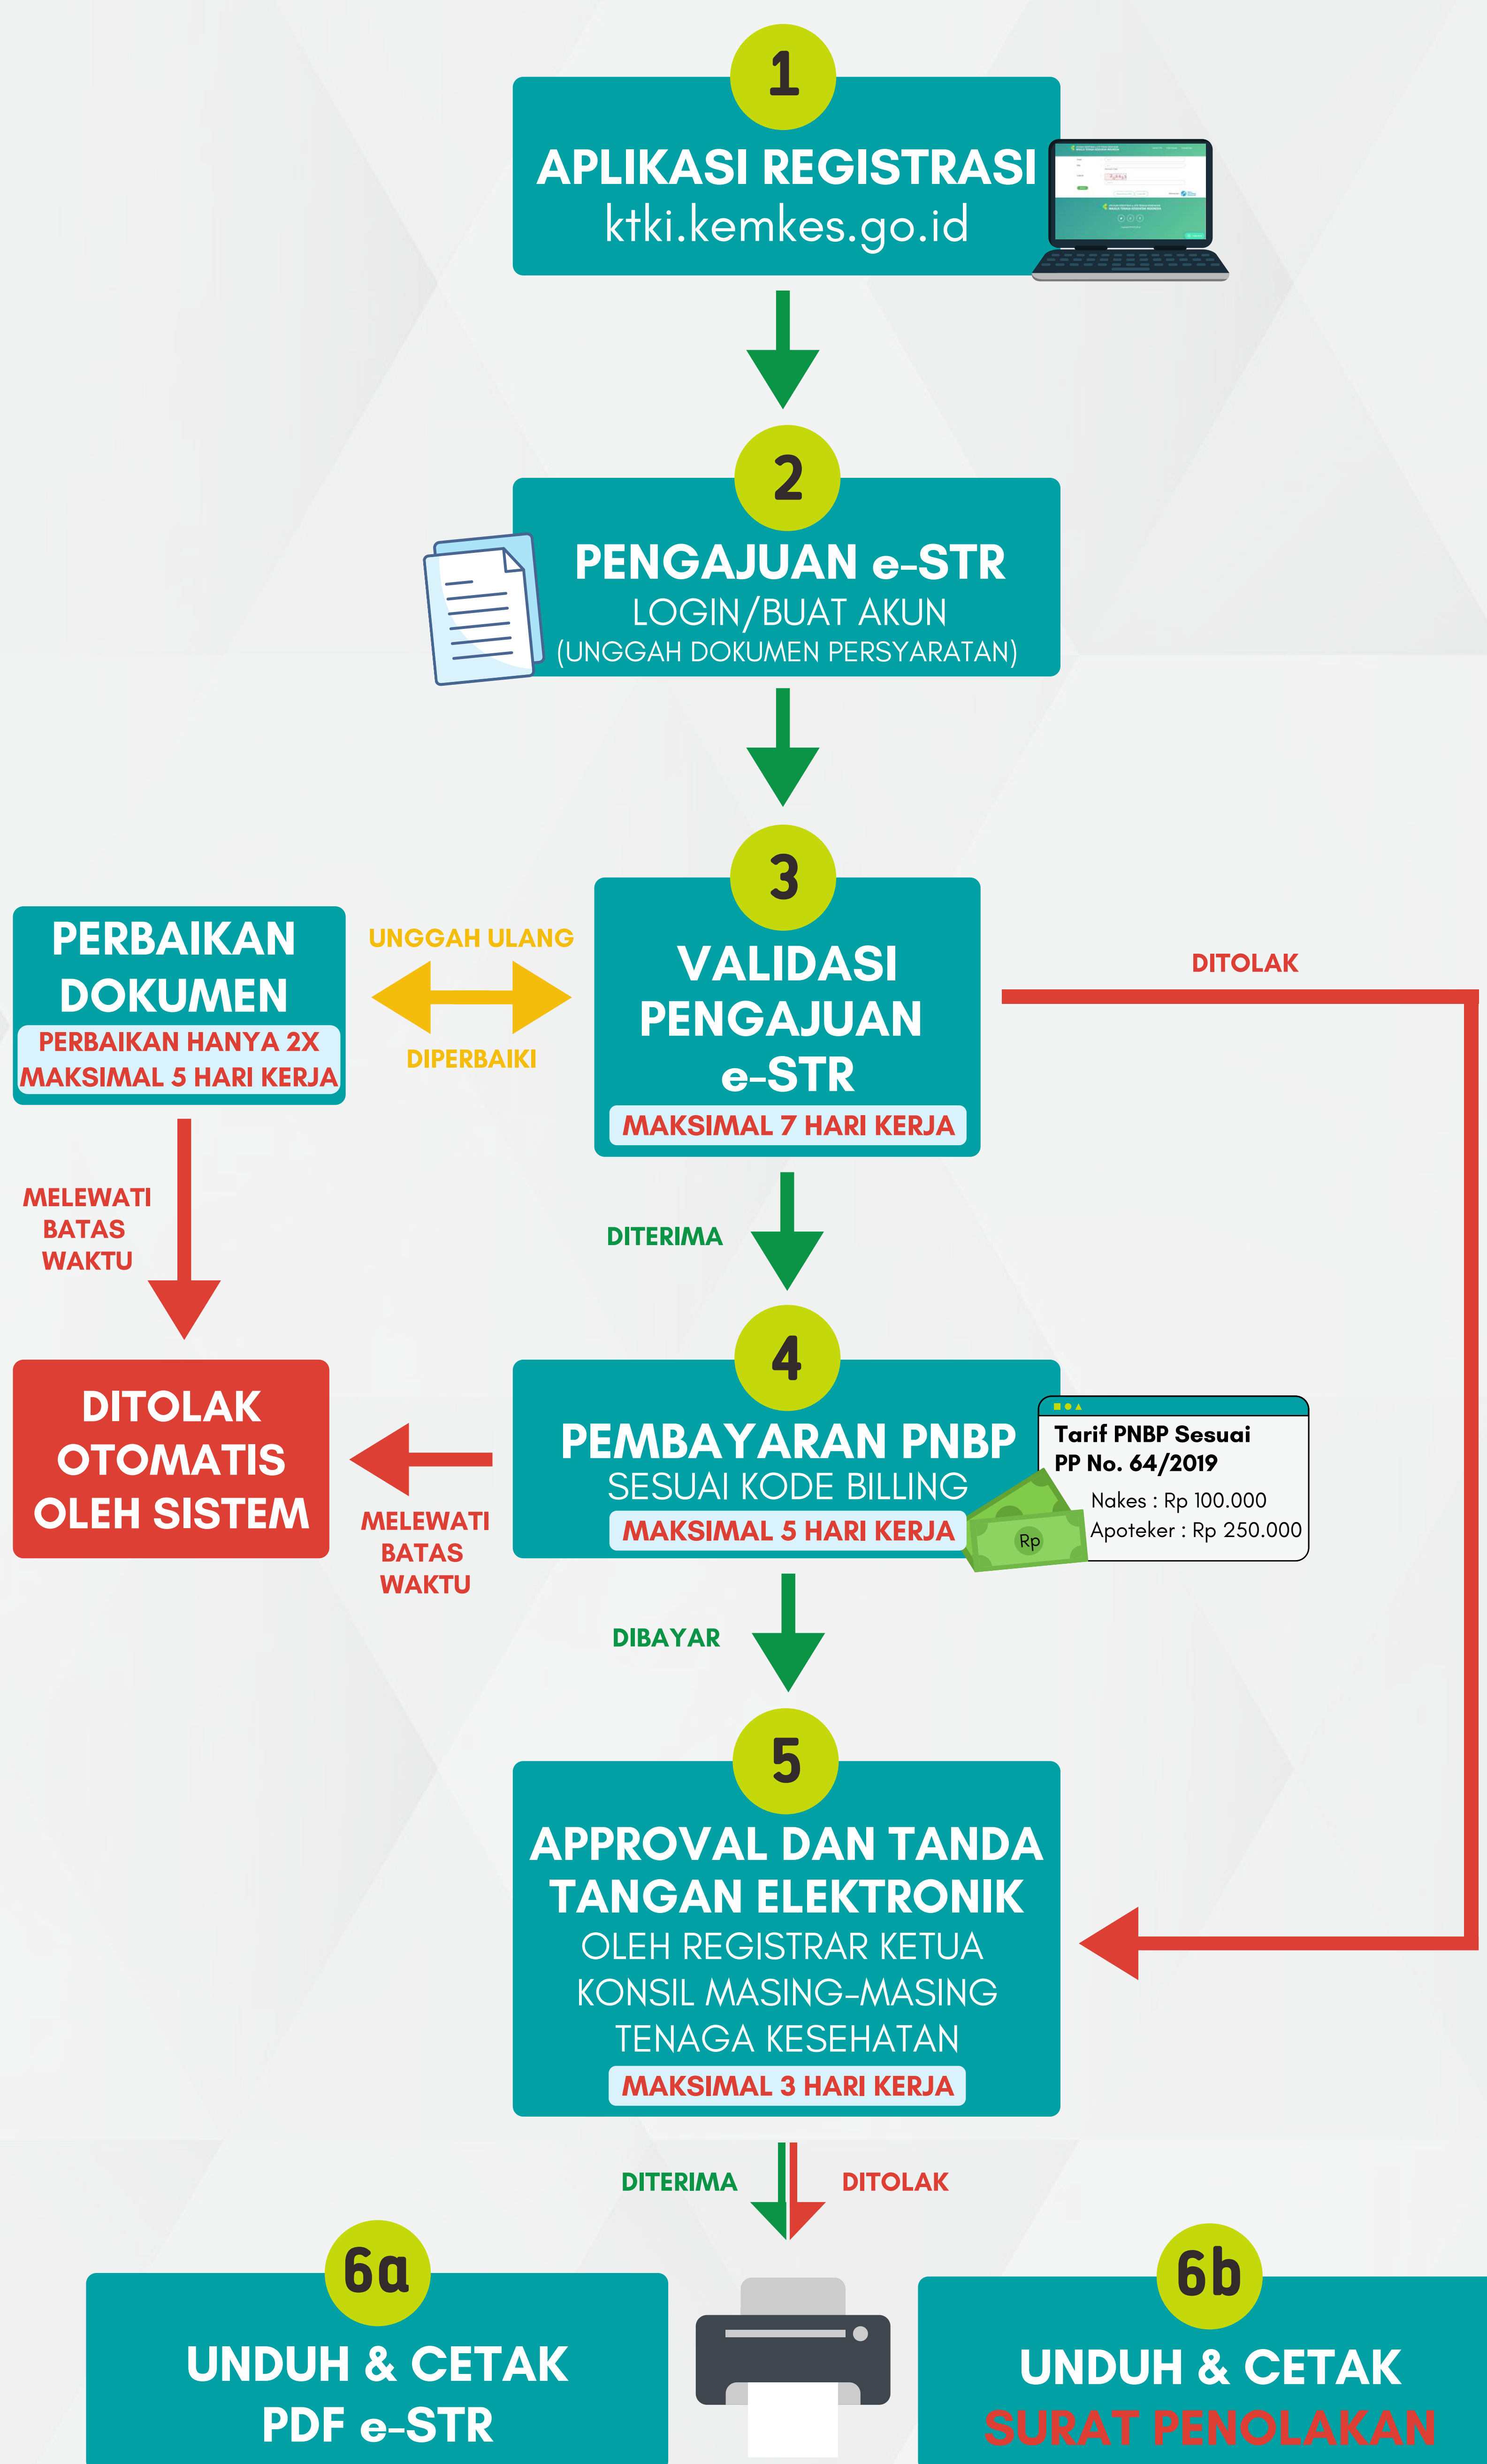 1
APLIKASI REGISTRASI
ktki.kemkes.go.id
2
PENGAJUAN e-STR
LOGIN/BUAT AKUN
(UNGGAH DOKUMEN PERSYARATAN)
3
VALIDASI
PENGAJUAN
e-STR
MAKSIMAL 7 HARI KERJA
UNGGAH ULANG
DIPERBAIKI
PERBAIKAN
DOKUMEN
PERBAIKAN HANYA 2X
MAKSIMAL 5 HARI KERJA
DITOLAK
MELEWATI
BATAS
WAKTU
DITERIMA
DITOLAK
OTOMATIS
OLEH SISTEM
MELEWATI
BATAS
WAKTU
4
PEMBAYARAN PNBP
SESUAI KODE BILLING
MAKSIMAL 5 HARI KERJA
Tarif PNBP Sesuai
PP No. 64/2019
Nakes : Rp 100.000
Apoteker : Rp 250.000
Rp
DIBAYAR
5
APPROVAL DAN TANDA
TANGAN ELEKTRONIK
OLEH REGISTRAR KETUA
KONSIL MASING-MASING
TENAGA KESEHATAN
MAKSIMAL 3 HARI KERJA
DITERIMA
DITOLAK
6a
UNDUH & CETAK
PDF e-STR
6b
UNDUH & CETAK
SURAT PENOLAKAN